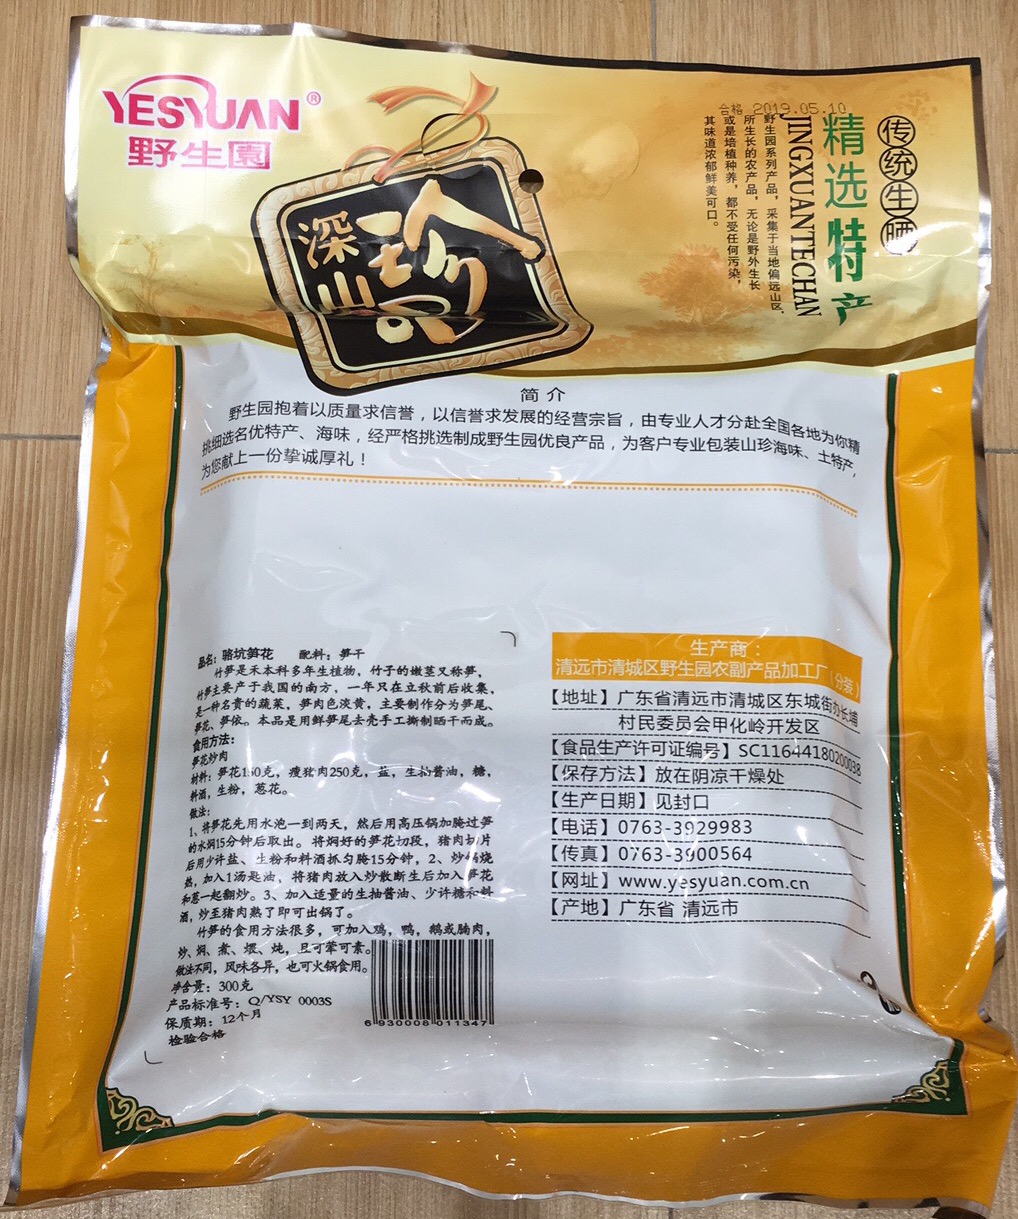 YESYUAN®
野生園
深山珍品
合格 2019.05.10
传统生晒
精选特产
JINGXUANTECHAN
野生园系列产品，采集于当地偏远山区，
所生长的农产品，无论是野外生长
或是培植种养，都不受任何污染，
其味道浓郁鲜美可口。
简介
野生园抱着以质量求信誉，以信誉求发展的经营宗旨，由专业人才分赴全国各地为你精
挑细选名优特产、海味，经严格挑选制成野生园优良产品，为客户专业包装山珍海味、土特产，
为您献上一份挚诚厚礼！
品名：骆坑笋花 配料：笋干
竹笋是禾本科多年生植物，竹子的嫩茎又称笋，
竹笋主要产于我国的南方，一年只在立秋前后收集，
是一种名贵的蔬菜，笋肉色淡黄，主要制作分为笋尾、
笋花、笋依。本品是用鲜笋尾去壳手工撕制晒干而成。
食用方法：
笋花炒肉
材料：笋花150克，瘦猪肉250克，盐，生抽酱油，糖，
料酒，生粉，葱花。
做法：
1、将笋花先用水泡一到两天，然后用高压锅加腌过笋
的水焖15分钟后取出。将焖好的笋花切段，猪肉切片
后用少许盐、生粉和料酒抓匀腌15分钟，2、炒锅烧
热，加入1汤匙油，将猪肉放入炒散断生后加入笋花
和葱一起翻炒。3、加入适量的生抽酱油、少许糖和料
酒，炒至猪肉熟了即可出锅了。
竹笋的食用方法很多，可加入鸡，鸭，鹅或腩肉，
炒、焖、煮、煨、炖，且可荤可素。
做法不同，风味各异，也可火锅食用。
净含量：300克
产品标准号：Q/YSY 0003S
保质期：12个月
检验合格
6 930008 011347
生产商：
清远市清城区野生园农副产品加工厂（分装）
【地址】广东省清远市清城区东城街办长埔
村民委员会甲化岭开发区
【食品生产许可证编号】SC11644180200038
【保存方法】放在阴凉干燥处
【生产日期】见封口
【电话】0763-3929983
【传真】0763-3900564
【网址】www.yesyuan.com.cn
【产地】广东省 清远市